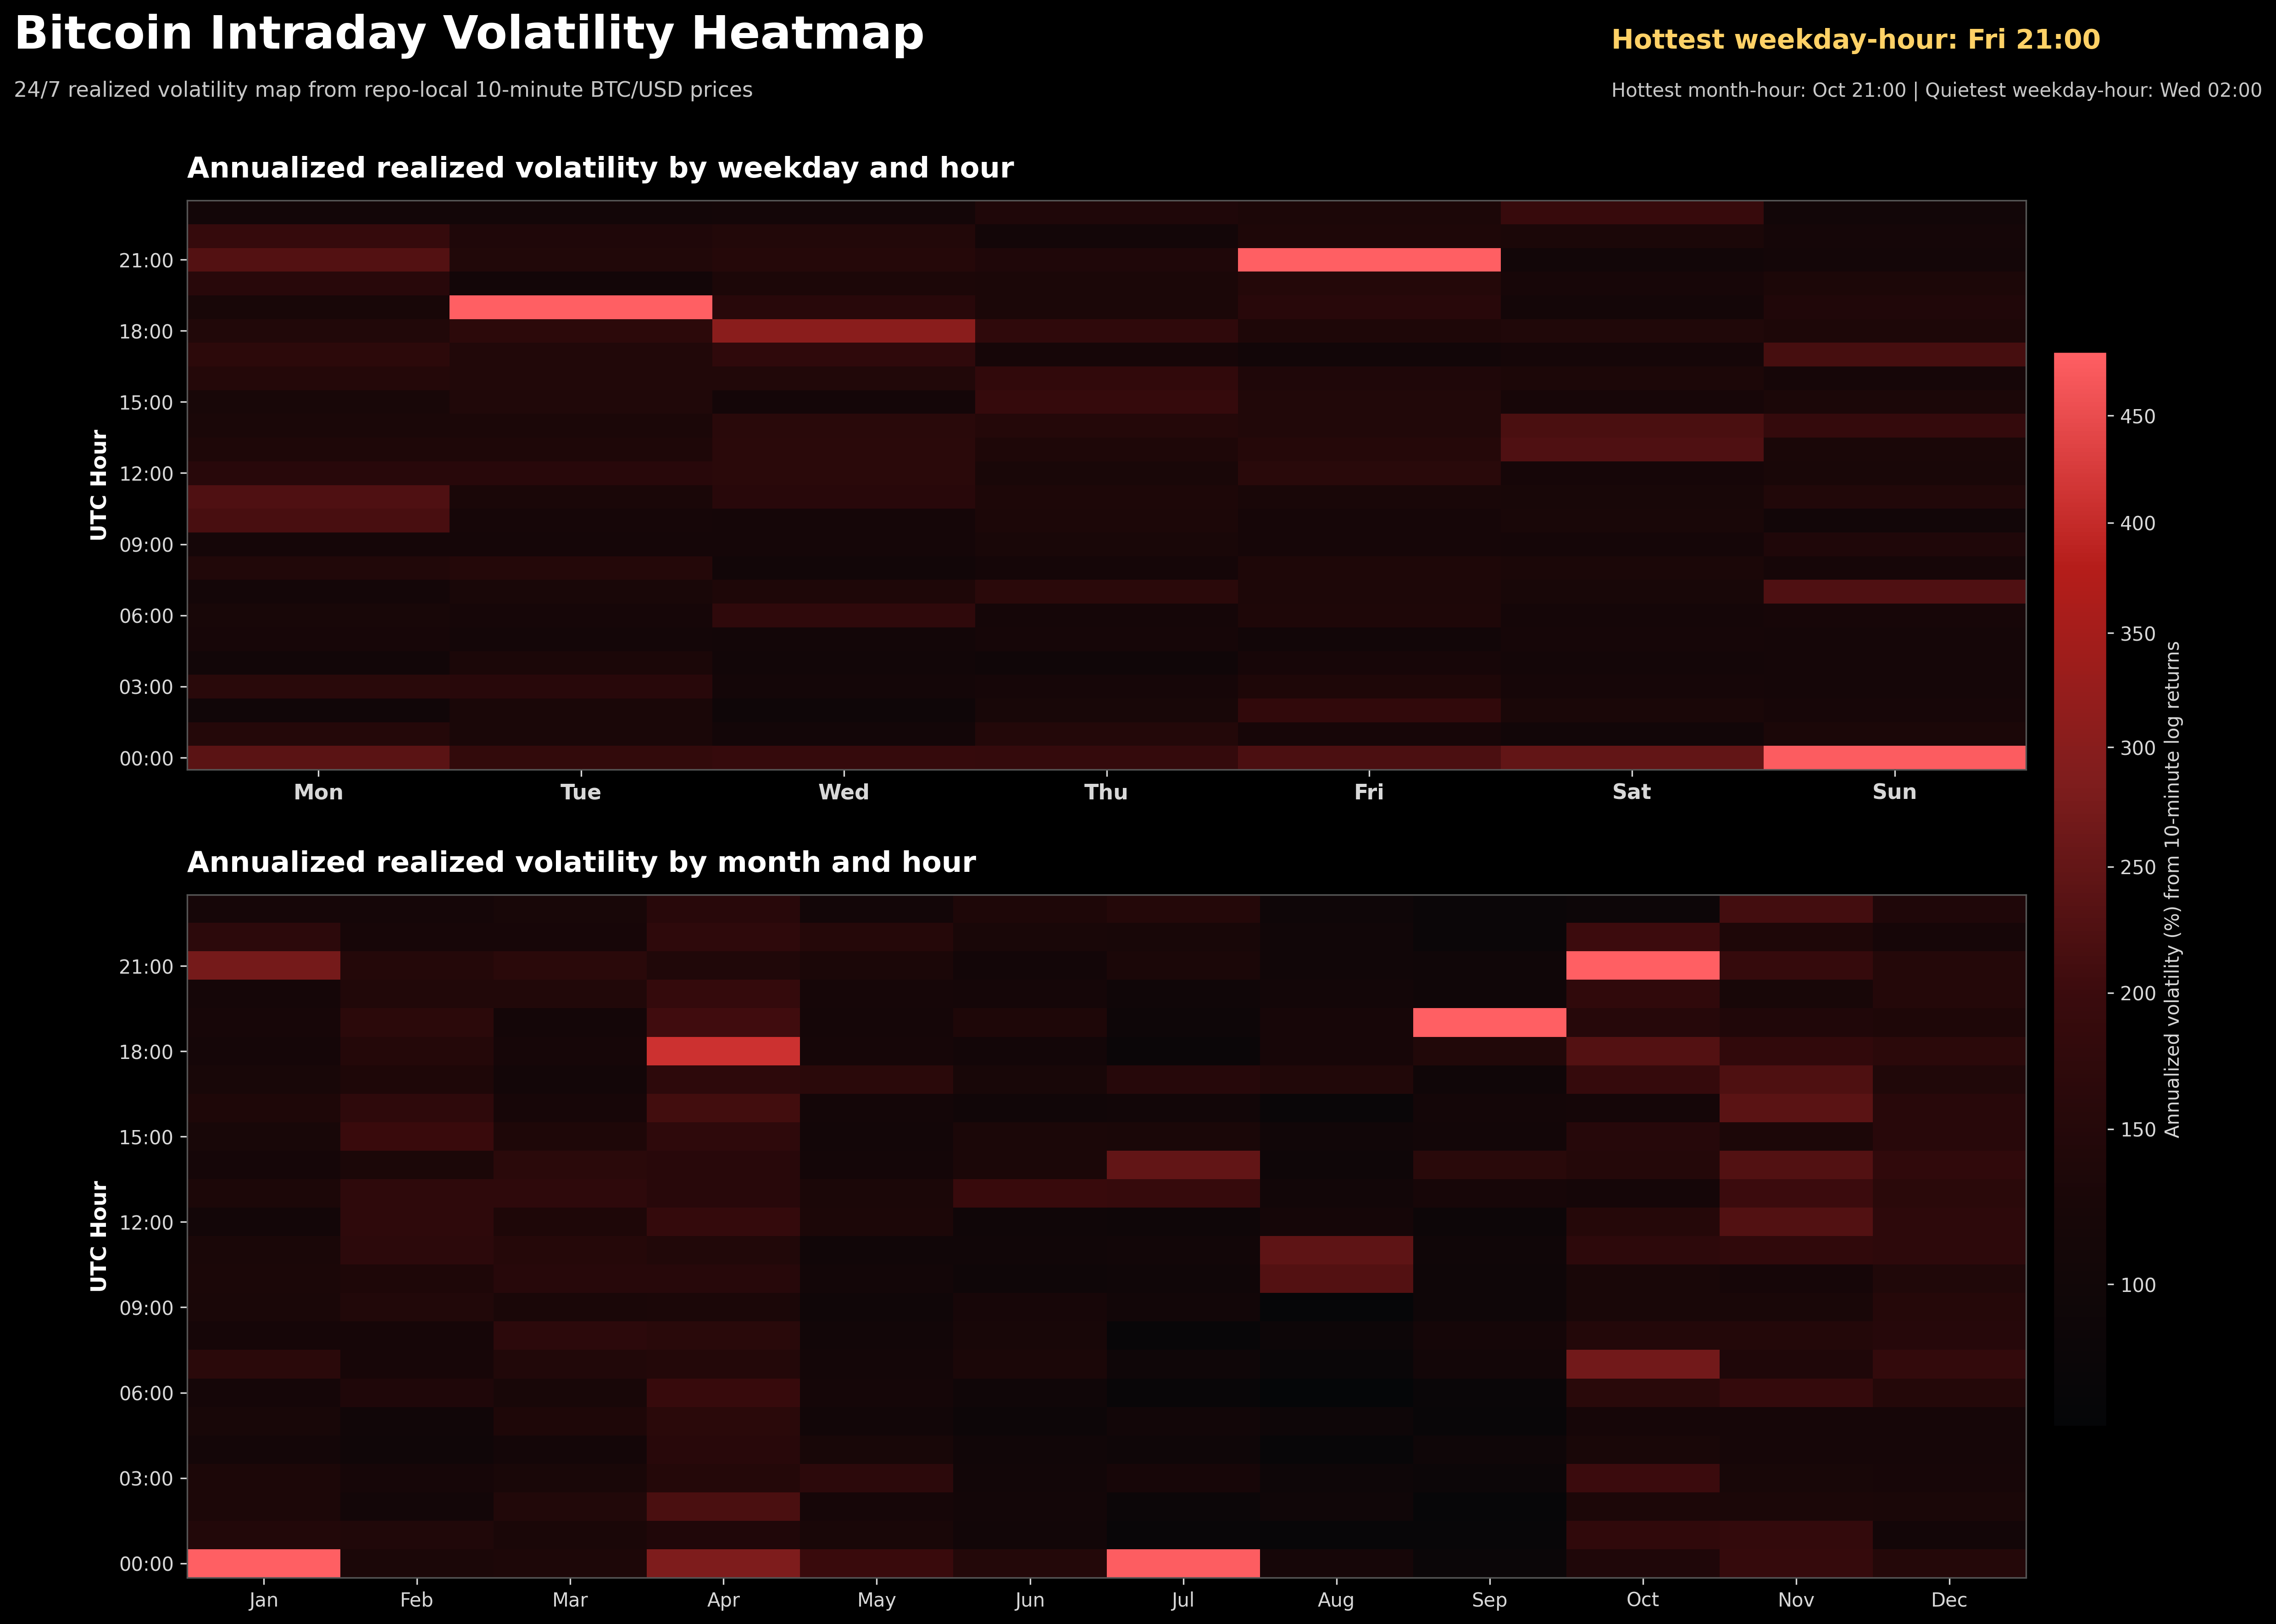 Bitcoin Intraday Volatility Heatmap
24/7 realized volatility map from repo-local 10-minute BTC/USD prices
Hottest weekday-hour: Fri 21:00
Hottest month-hour: Oct 21:00 | Quietest weekday-hour: Wed 02:00
Annualized realized volatility by weekday and hour
UTC Hour
21:00
18:00
15:00
12:00
09:00
06:00
03:00
00:00
Mon Tue Wed Thu Fri Sat Sun
Annualized realized volatility by month and hour
UTC Hour
21:00
18:00
15:00
12:00
09:00
06:00
03:00
00:00
Jan Feb Mar Apr May Jun Jul Aug Sep Oct Nov Dec
450
400
350
300
250
200
150
100
Annualized volatility (%) from 10-minute log returns